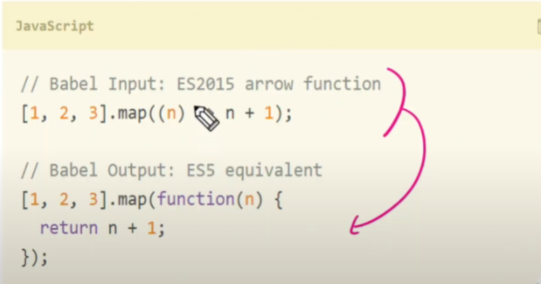 JavaScript
// Babel Input: ES2015 arrow function
[1, 2, 3].map((n) n + 1);
// Babel Output: ES5 equivalent
[1, 2, 3].map(function(n) {
return n + 1;
});